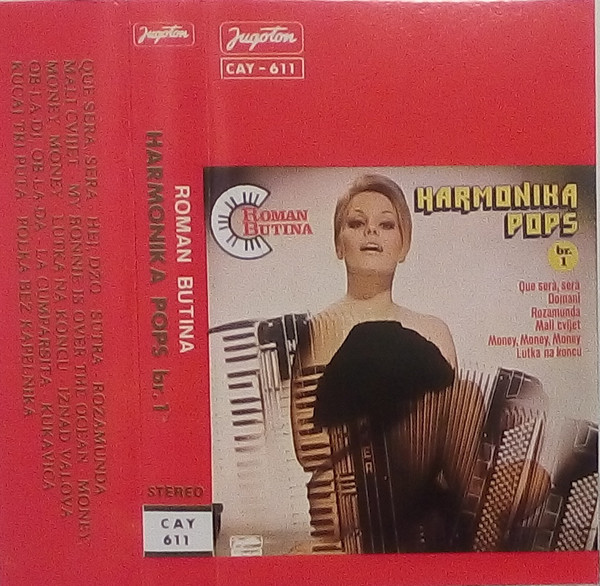 QUE SERA, SERA · HEJ, DŽO · SUTRA · ROZAMUNDA
MALI CVIJET · MY BONNIE IS OVER THE OCEAN · MONEY
MONEY, MONEY · LUTKA NA KONCU · IZNAD VALOVA
OB-LA-DI, OB-LA-DA · LA CUMPARSITA · KUKAVICA
KUCAJ TRI PUTA · POLKA BEZ KAPELNIKA
Jugoton
ROMAN BUTINA
HARMONIKA POPS br. 1
STEREO
CAY
611
Jugoton
CAY-611
ROMAN
BUTINA
HARMONIKA
POPS
br.
1
Que será, será
Domani
Rozamunda
Mali cvijet
Money, Money, Money
Lutka na koncu